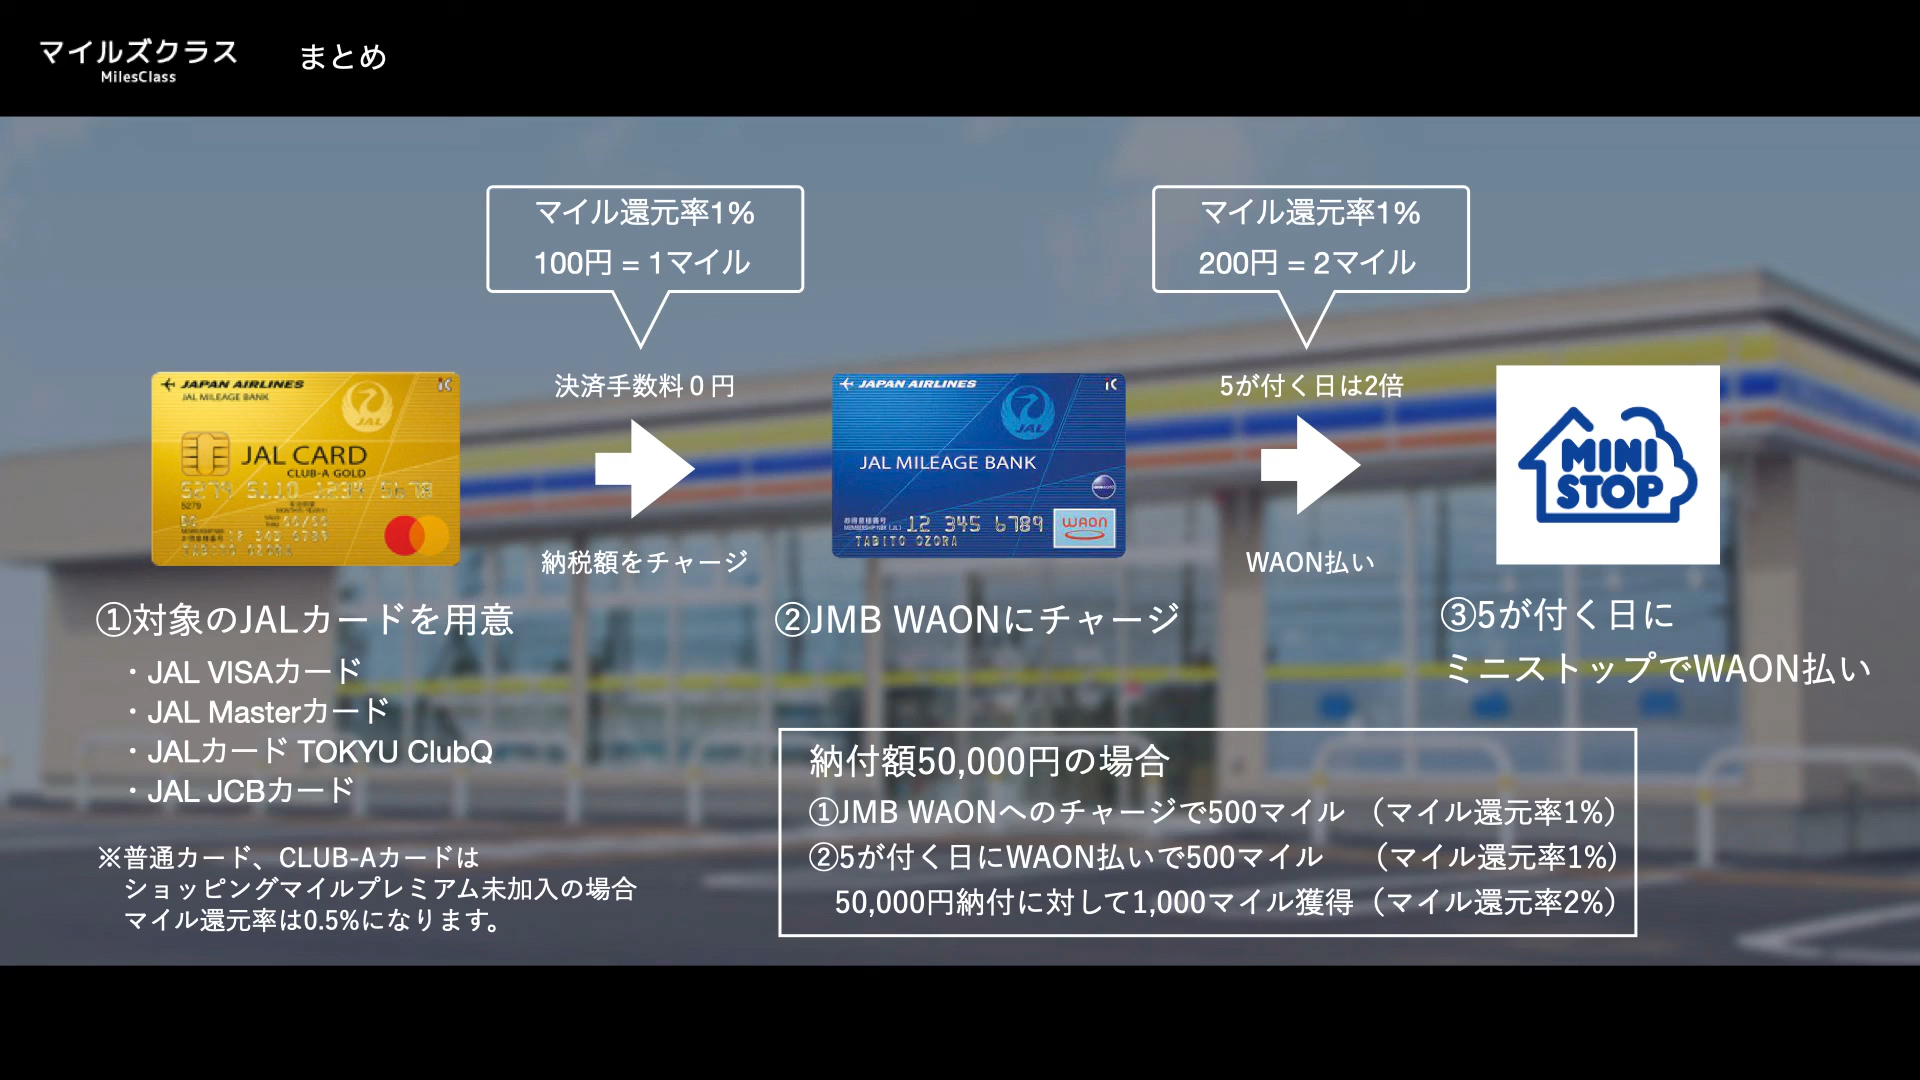 マイルズクラス
MilesClass
まとめ
マイル還元率1%
100円 = 1マイル
マイル還元率1%
200円 = 2マイル
決済手数料０円
5が付く日は2倍
JAPAN AIRLINES
JAL MILEAGE BANK
iC
JAL
JAL CARD
CLUB-A GOLD
5279 5110 1234 5678
5279
TABITO OZORA
JAPAN AIRLINES
iC
JAL
JAL MILEAGE BANK
12 345 6789
TABITO OZORA
WAON
MINI
STOP
納税額をチャージ
WAON払い
①対象のJALカードを用意
・JAL VISAカード
・JAL Masterカード
・JALカード TOKYU ClubQ
・JAL JCBカード
※普通カード、CLUB-Aカードは
ショッピングマイルプレミアム未加入の場合
マイル還元率は0.5%になります。
②JMB WAONにチャージ
③5が付く日に
ミニストップでWAON払い
納付額50,000円の場合
①JMB WAONへのチャージで500マイル （マイル還元率1%）
②5が付く日にWAON払いで500マイル （マイル還元率1%）
50,000円納付に対して1,000マイル獲得（マイル還元率2%）